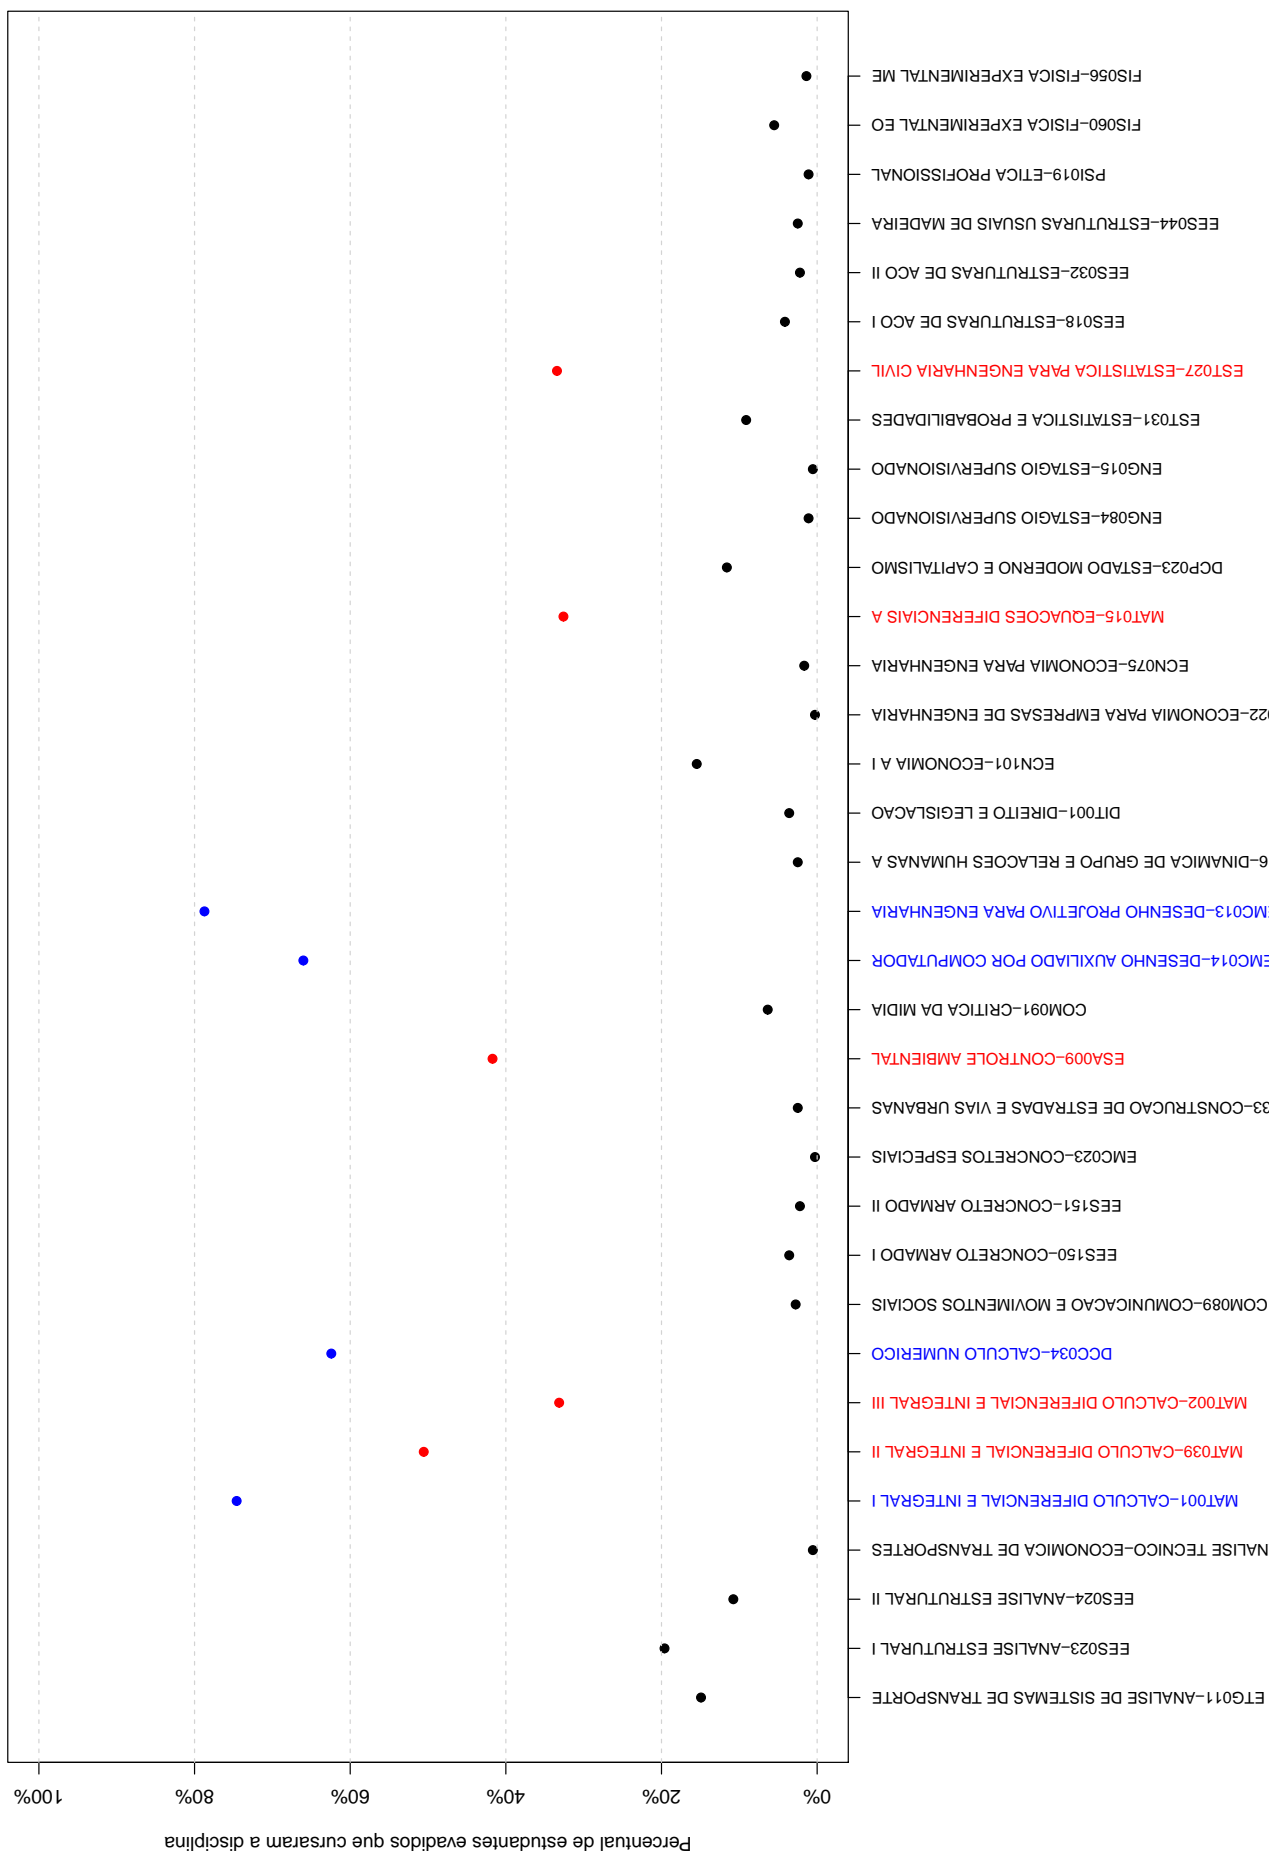 Percentual de estudantes evadidos que cursaram a disciplina
0% 20% 40% 60% 80% 100%
ETG011−ANALISE DE SISTEMAS DE TRANSPORTE
EES023−ANALISE ESTRUTURAL I
EES024−ANALISE ESTRUTURAL II
NALISE TECNICO−ECONOMICA DE TRANSPORTES
MAT001−CALCULO DIFERENCIAL E INTEGRAL I
MAT039−CALCULO DIFERENCIAL E INTEGRAL II
MAT002−CALCULO DIFERENCIAL E INTEGRAL III
DCC034−CALCULO NUMERICO
COM089−COMUNICACAO E MOVIMENTOS SOCIAIS
EES150−CONCRETO ARMADO I
EES151−CONCRETO ARMADO II
EMC023−CONCRETOS ESPECIAIS
33−CONSTRUCAO DE ESTRADAS E VIAS URBANAS
ESA009−CONTROLE AMBIENTAL
COM091−CRITICA DA MIDIA
EMC014−DESENHO AUXILIADO POR COMPUTADOR
EMC013−DESENHO PROJETIVO PARA ENGENHARIA
6−DINAMICA DE GRUPO E RELACOES HUMANAS A
DIT001−DIREITO E LEGISLACAO
ECN101−ECONOMIA A I
22−ECONOMIA PARA EMPRESAS DE ENGENHARIA
ECN075−ECONOMIA PARA ENGENHARIA
MAT015−EQUACOES DIFERENCIAIS A
DCP023−ESTADO MODERNO E CAPITALISMO
ENG084−ESTAGIO SUPERVISIONADO
ENG015−ESTAGIO SUPERVISIONADO
EST031−ESTATISTICA E PROBABILIDADES
EST027−ESTATISTICA PARA ENGENHARIA CIVIL
EES018−ESTRUTURAS DE ACO I
EES032−ESTRUTURAS DE ACO II
EES044−ESTRUTURAS USUAIS DE MADEIRA
PSI019−ETICA PROFISSIONAL
FIS060−FISICA EXPERIMENTAL EO
FIS056−FISICA EXPERIMENTAL ME